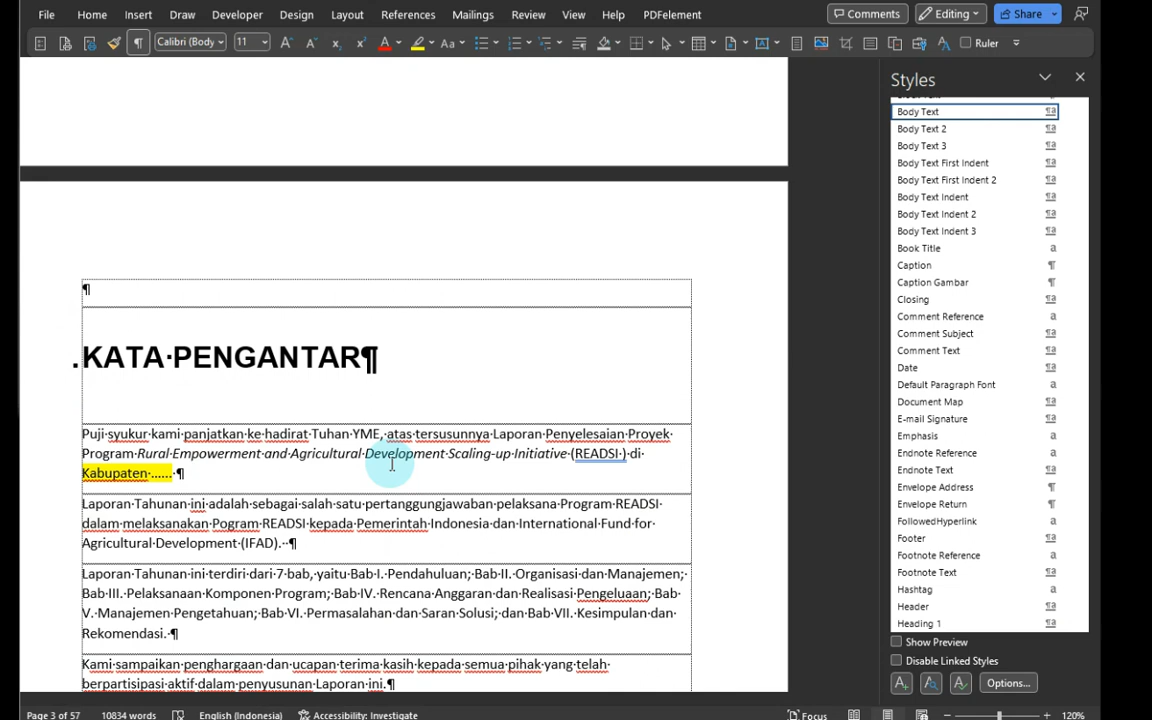 File Home Insert Draw Developer Design Layout References Mailings Review View Help PDFelement Comments Editing Share
Calibri (Body 11 Aa Ruler
Styles
Body Text
Body Text 2
Body Text 3
Body Text First Indent
Body Text First Indent 2
Body Text Indent
Body Text Indent 2
Body Text Indent 3
Book Title
Caption
Caption Gambar
Closing
Comment Reference
Comment Subject
Comment Text
Date
Default Paragraph Font
Document Map
E-mail Signature
Emphasis
Endnote Reference
Endnote Text
Envelope Address
Envelope Return
FollowedHyperlink
Footer
Footnote Reference
Footnote Text
Hashtag
Header
Heading 1
Show Preview
Disable Linked Styles
Options...
¶
.KATA·PENGANTAR¶
Puji·syukur·kami·panjatkan·ke·hadirat·Tuhan·YME,·atas·tersusunnya·Laporan·Penyelesaian·Proyek·
Program·Rural·Empowerment·and·Agricultural·Development·Scaling-up·Initiative·(READSI·)·di·
Kabupaten·......·¶
Laporan·Tahunan·ini·adalah·sebagai·salah·satu·pertanggungjawaban·pelaksana·Program·READSI·
dalam·melaksanakan·Pogram·READSI·kepada·Pemerintah·Indonesia·dan·International·Fund·for·
Agricultural·Development·(IFAD).··¶
Laporan·Tahunan·ini·terdiri·dari·7·bab,·yaitu·Bab·I.·Pendahuluan;·Bab·II.·Organisasi·dan·Manajemen;·
Bab·III.·Pelaksanaan·Komponen·Program;·Bab·IV.·Rencana·Anggaran·dan·Realisasi·Pengeluaan;·Bab·
V.·Manajemen·Pengetahuan;·Bab·VI.·Permasalahan·dan·Saran·Solusi;·dan·Bab·VII.·Kesimpulan·dan·
Rekomendasi.·¶
Kami·sampaikan·penghargaan·dan·ucapan·terima·kasih·kepada·semua·pihak·yang·telah·
berpartisipasi·aktif·dalam·penyusunan·Laporan·ini.¶
Page 3 of 57 10834 words English (Indonesia) Accessibility: Investigate Focus 120%